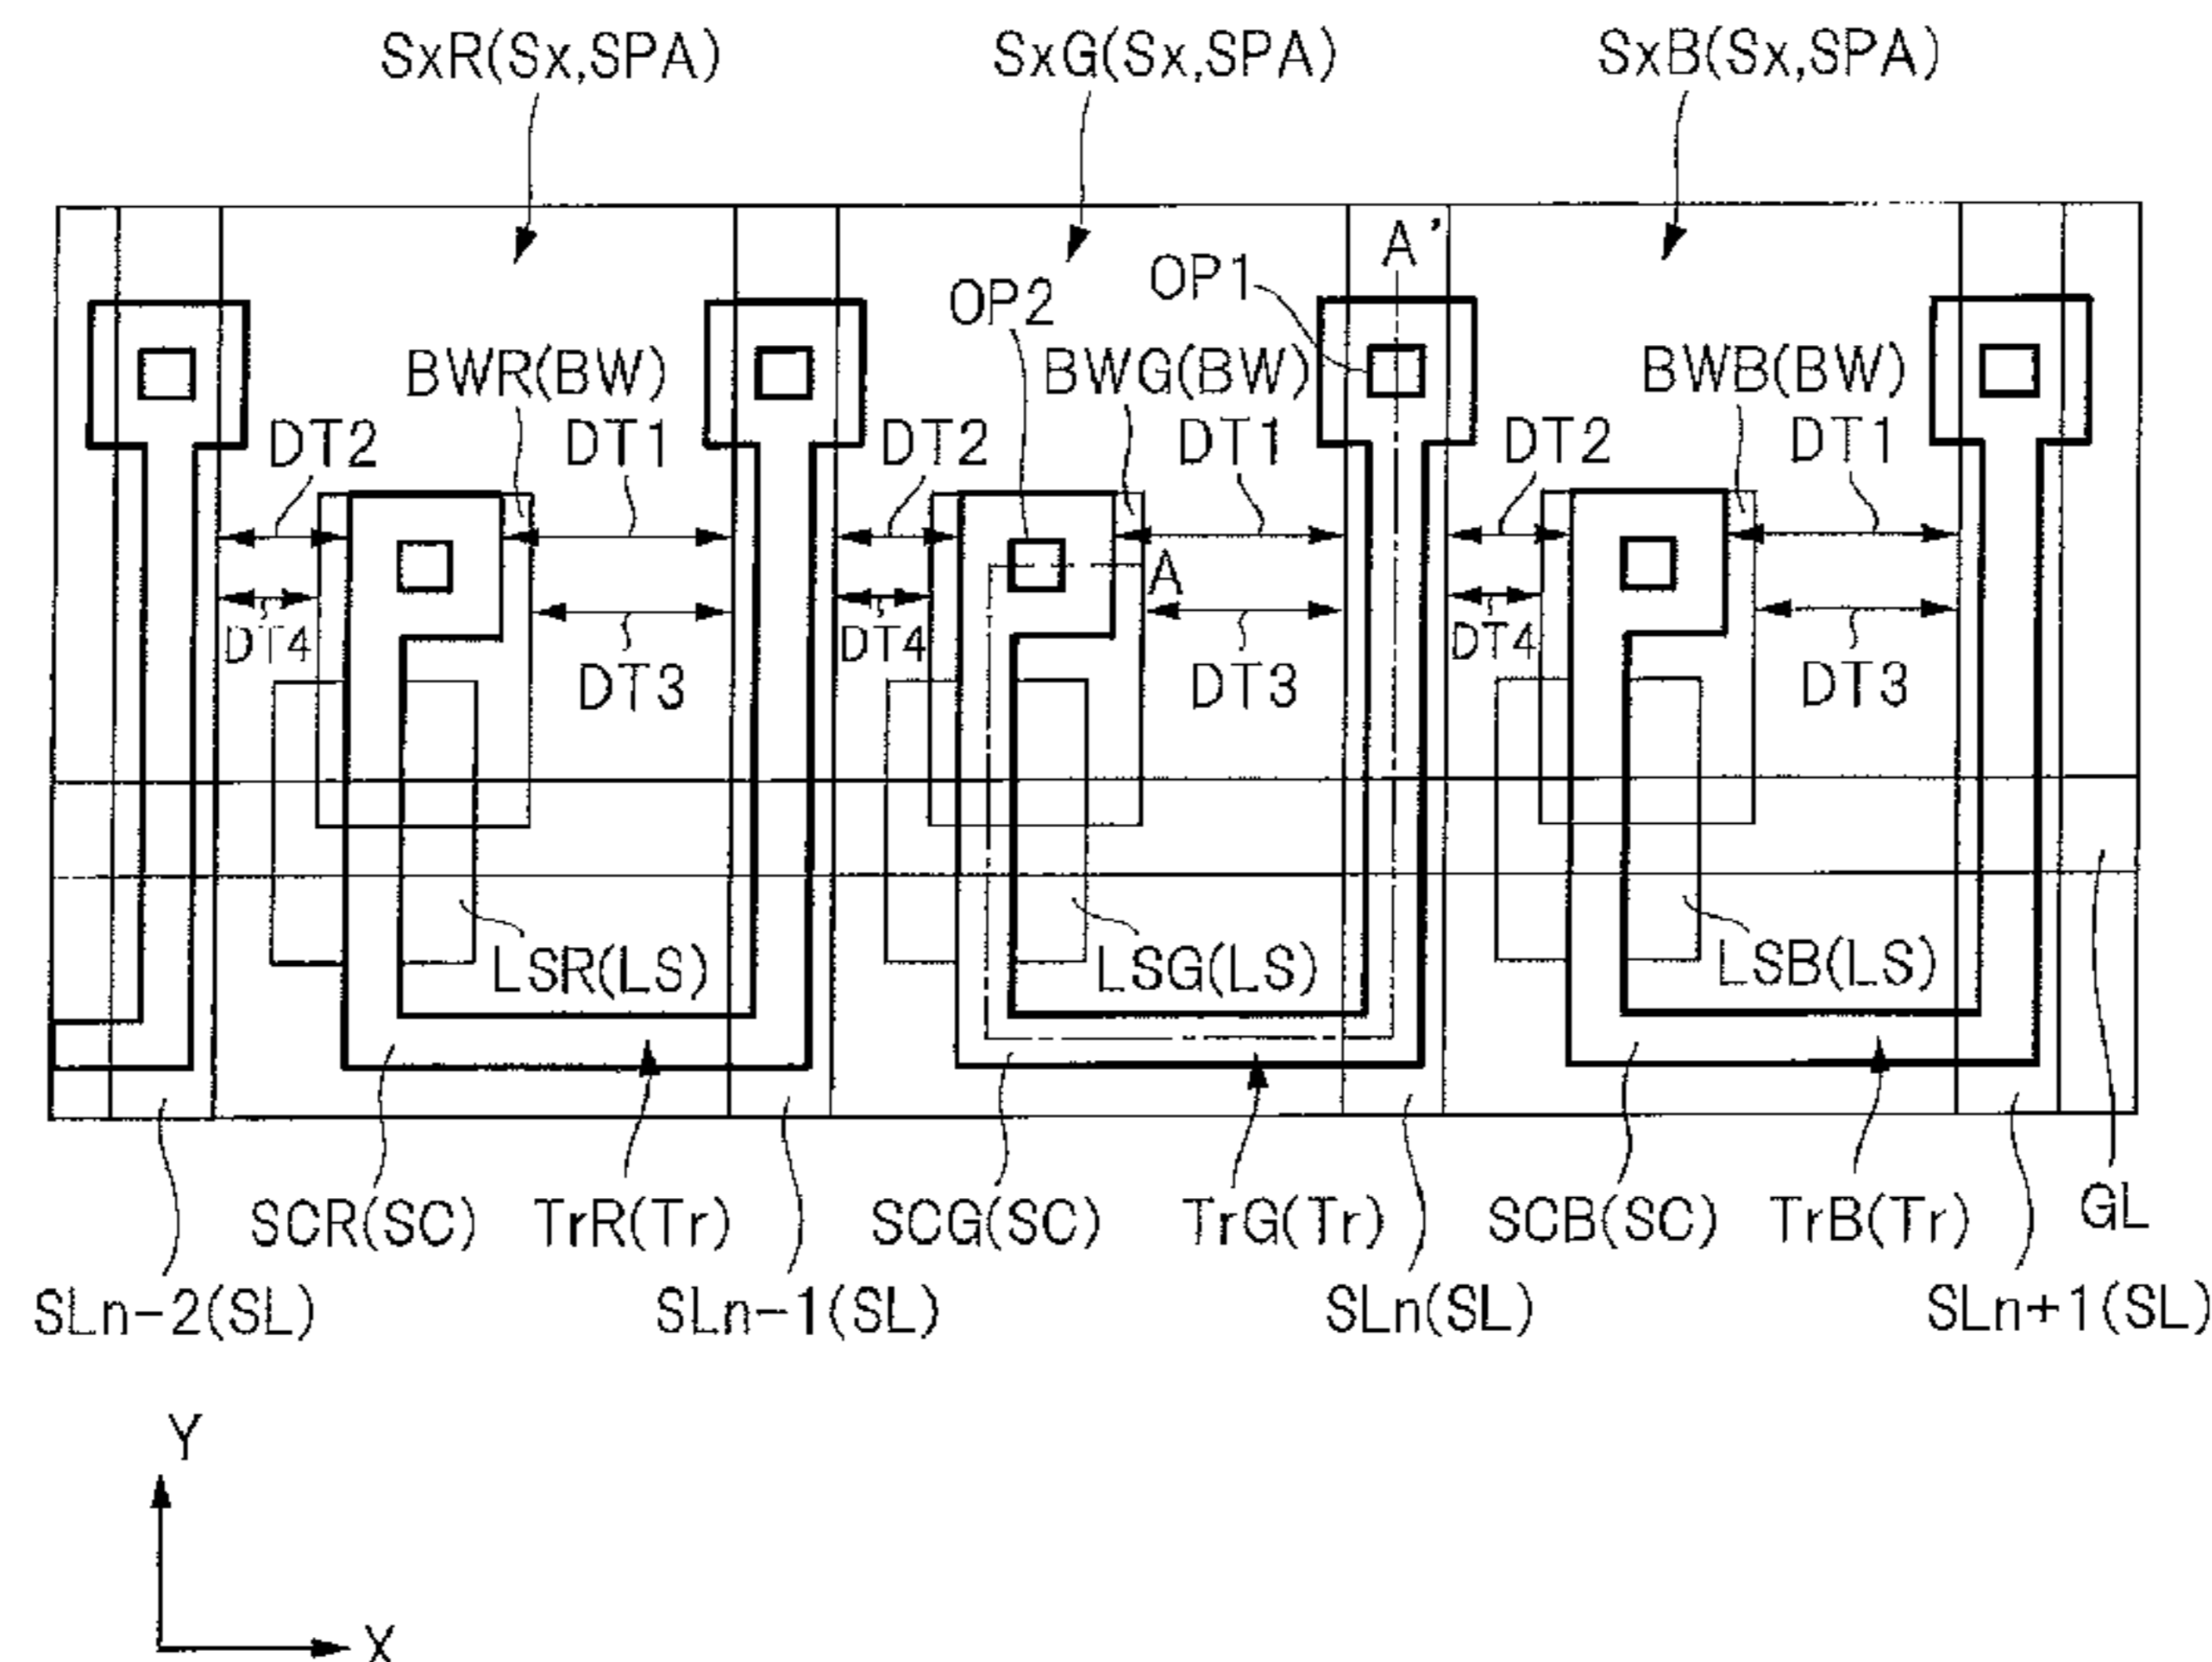 SxR(Sx,SPA) SxG(Sx,SPA) SxB(Sx,SPA)
A'
OP1
OP2
BWR(BW) BWG(BW) BWB(BW)
DT2 DT1 DT2 DT1 DT2 DT1
A
DT4 DT4 DT4
DT3 DT3 DT3
LSR(LS) LSG(LS) LSB(LS)
SCR(SC) TrR(Tr) SCG(SC) TrG(Tr) SCB(SC) TrB(Tr) GL
SLn-2(SL) SLn-1(SL) SLn(SL) SLn+1(SL)
Y
X